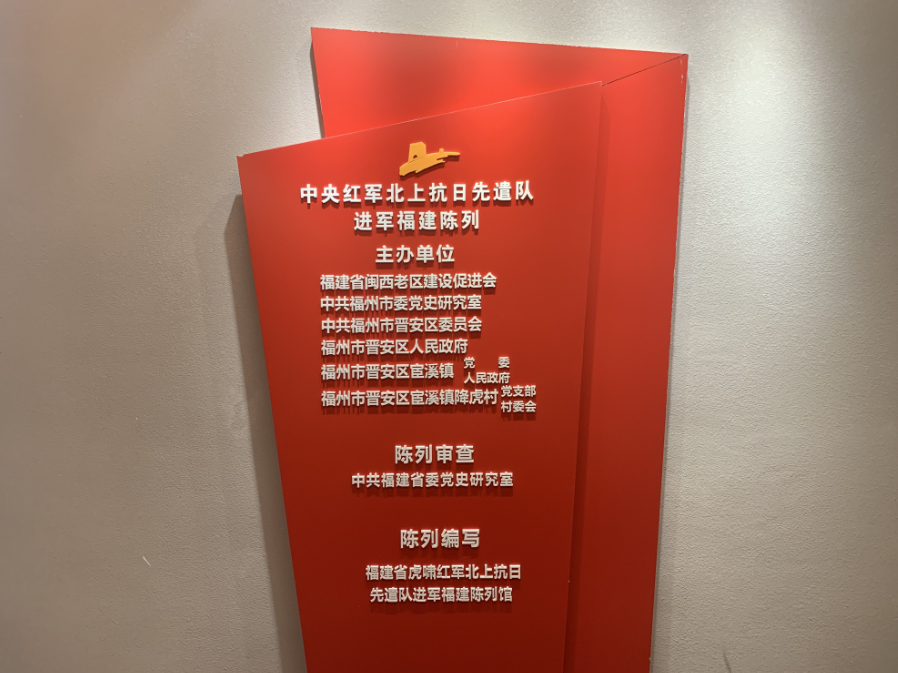 中央红军北上抗日先遣队
进军福建陈列
主办单位
福建省闽西老区建设促进会
中共福州市委党史研究室
中共福州市晋安区委员会
福州市晋安区人民政府
福州市晋安区宦溪镇 党委
人民政府
福州市晋安区宦溪镇降虎村 党支部
村委会
陈列审查
中共福建省委党史研究室
陈列编写
福建省虎啸红军北上抗日
先遣队进军福建陈列馆